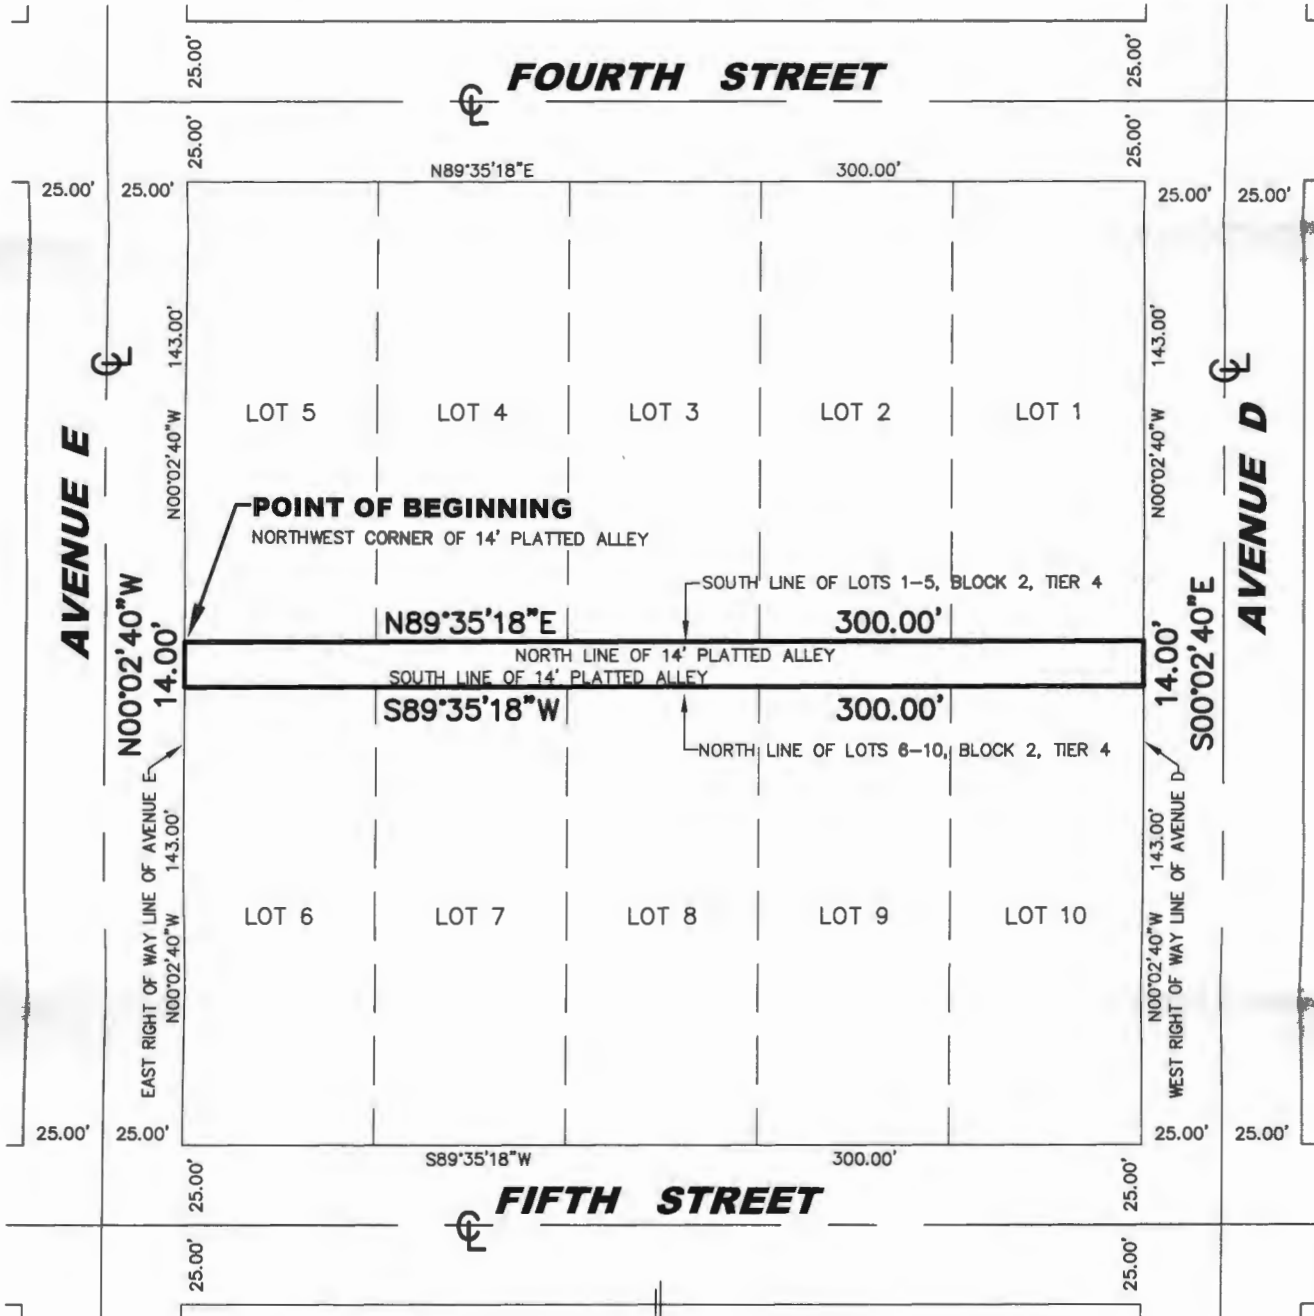 FOURTH STREET
25.00'
25.00'
25.00'
25.00'
N89°35'18"E
300.00'
25.00'
25.00'
25.00'
25.00'
143.00'
N00°02'40"W
143.00'
N00°02'40"W
LOT 5
LOT 4
LOT 3
LOT 2
LOT 1
AVENUE E
AVENUE D
POINT OF BEGINNING
NORTHWEST CORNER OF 14' PLATTED ALLEY
SOUTH LINE OF LOTS 1-5, BLOCK 2, TIER 4
N89°35'18"E
300.00'
N00°02'40"W
14.00'
NORTH LINE OF 14' PLATTED ALLEY
SOUTH LINE OF 14' PLATTED ALLEY
14.00'
S00°02'40"E
S89°35'18"W
300.00'
NORTH LINE OF LOTS 6-10, BLOCK 2, TIER 4
EAST RIGHT OF WAY LINE OF AVENUE E
143.00'
N00°02'40"W
143.00'
N00°02'40"W
WEST RIGHT OF WAY LINE OF AVENUE D
LOT 6
LOT 7
LOT 8
LOT 9
LOT 10
25.00'
25.00'
25.00'
25.00'
S89°35'18"W
300.00'
25.00'
25.00'
FIFTH STREET
25.00'
25.00'